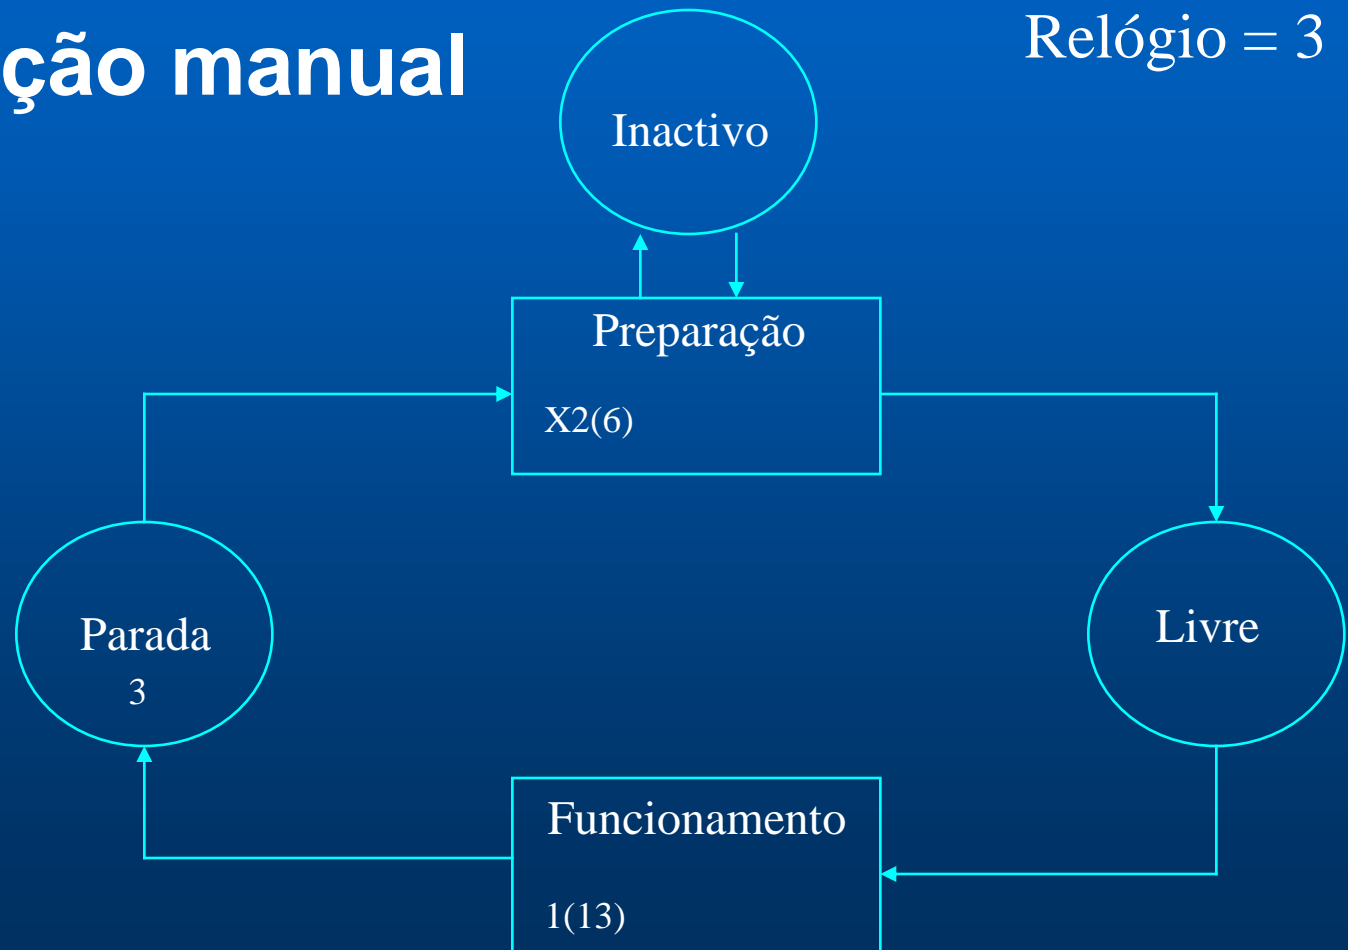 ção manual
Relógio = 3
Inactivo
Preparação
X2(6)
Parada
3
Livre
Funcionamento
1(13)